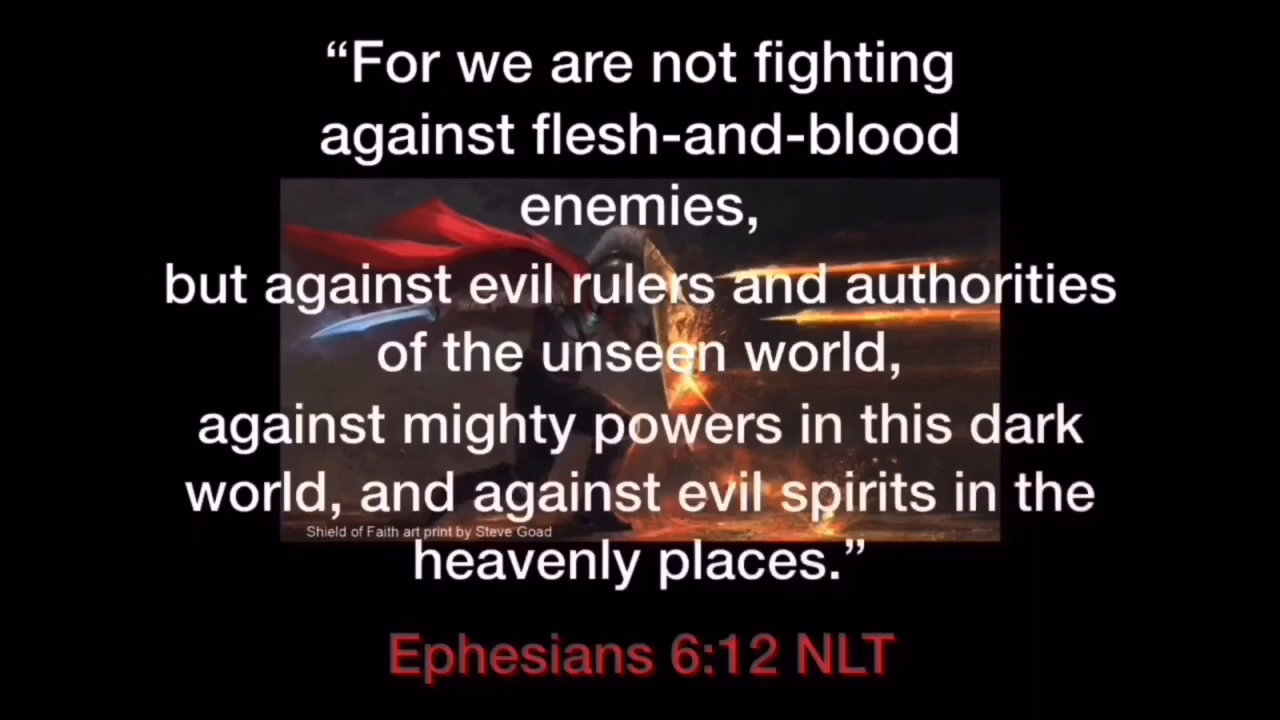 “For we are not fighting
against flesh-and-blood
enemies,
but against evil rulers and authorities
of the unseen world,
against mighty powers in this dark
world, and against evil spirits in the
Shield of Faith art print by Steve Goad
heavenly places.”
Ephesians 6:12 NLT